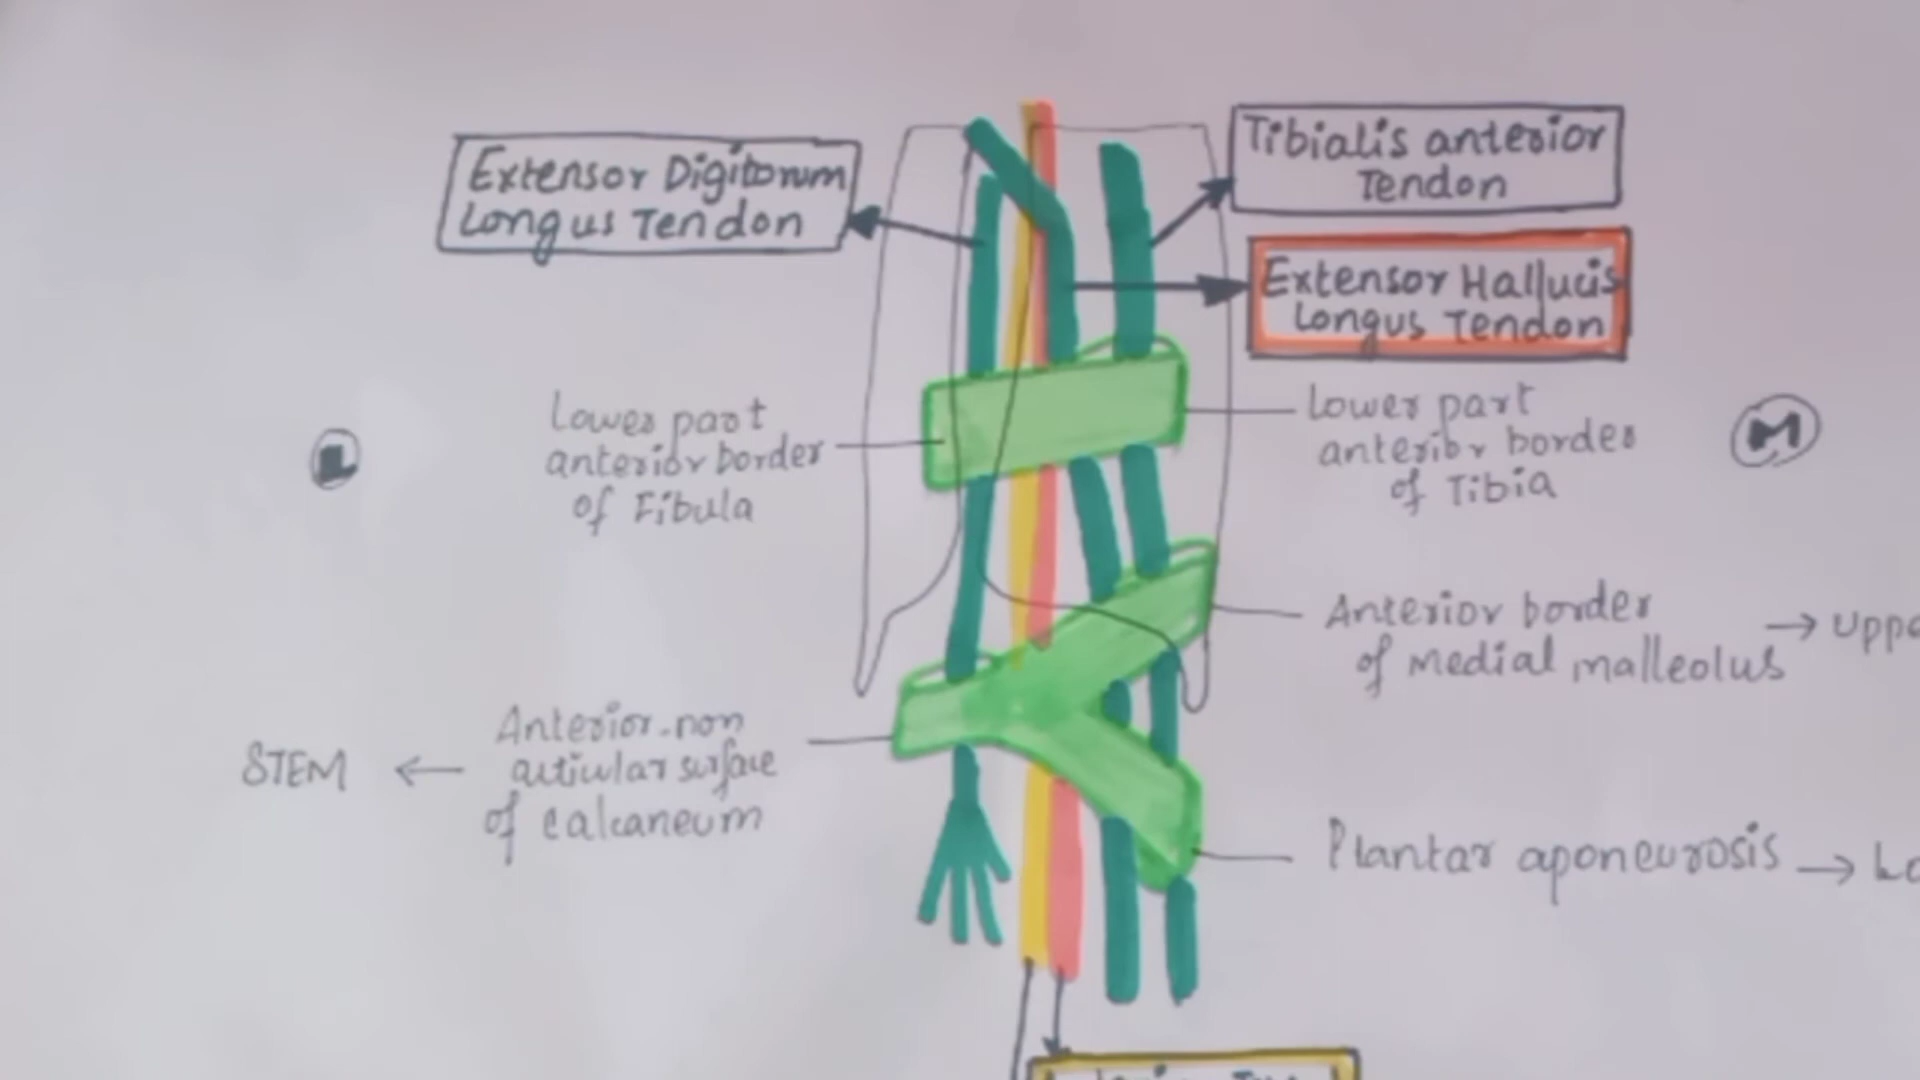 Extensor Digitorum
Longus Tendon
Tibialis anterior
Tendon
Extensor Hallucis
Longus Tendon
Lower part
anterior border
of Fibula
Lower part
anterior border
of Tibia
L
M
Anterior border
of medial malleolus
→
Anterior non
articular surface
of calcaneum
STEM ←
Plantar aponeurosis →